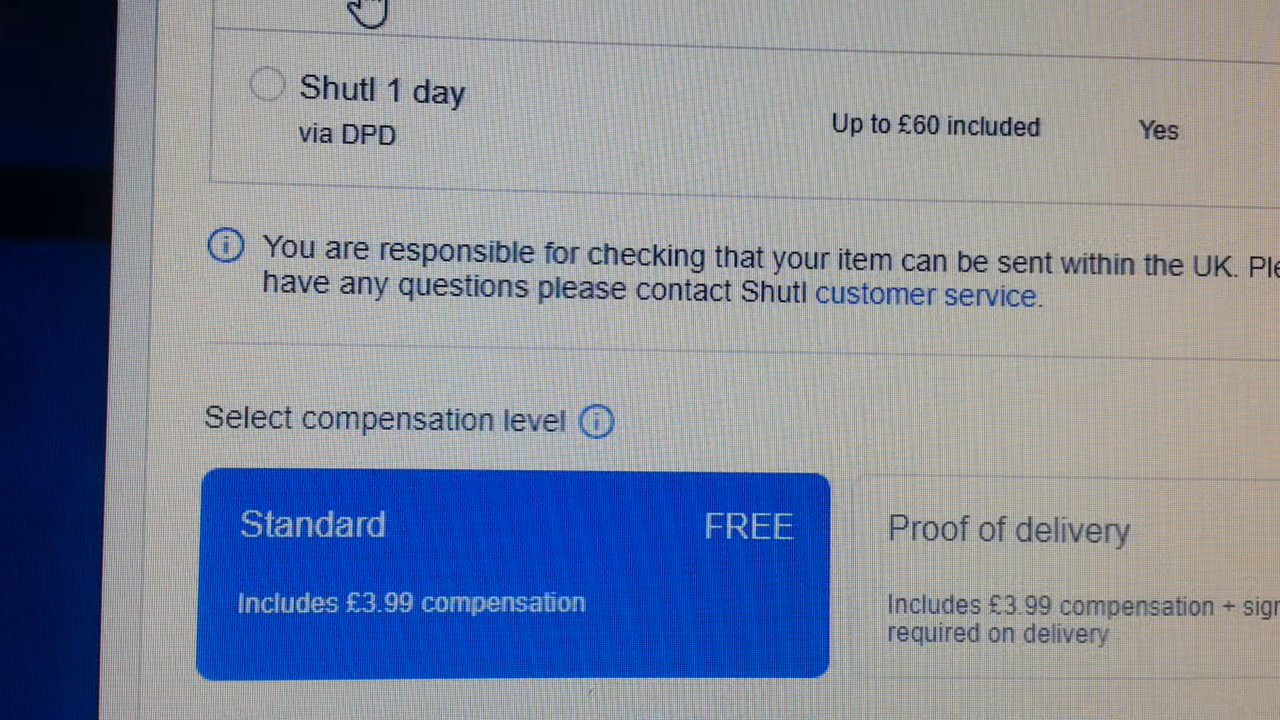 Shutl 1 day
via DPD
Up to £60 included
Yes
You are responsible for checking that your item can be sent within the UK.
have any questions please contact Shutl customer service.
Select compensation level
Standard
FREE
Includes £3.99 compensation
Proof of delivery
Includes £3.99 compensation +
required on delivery